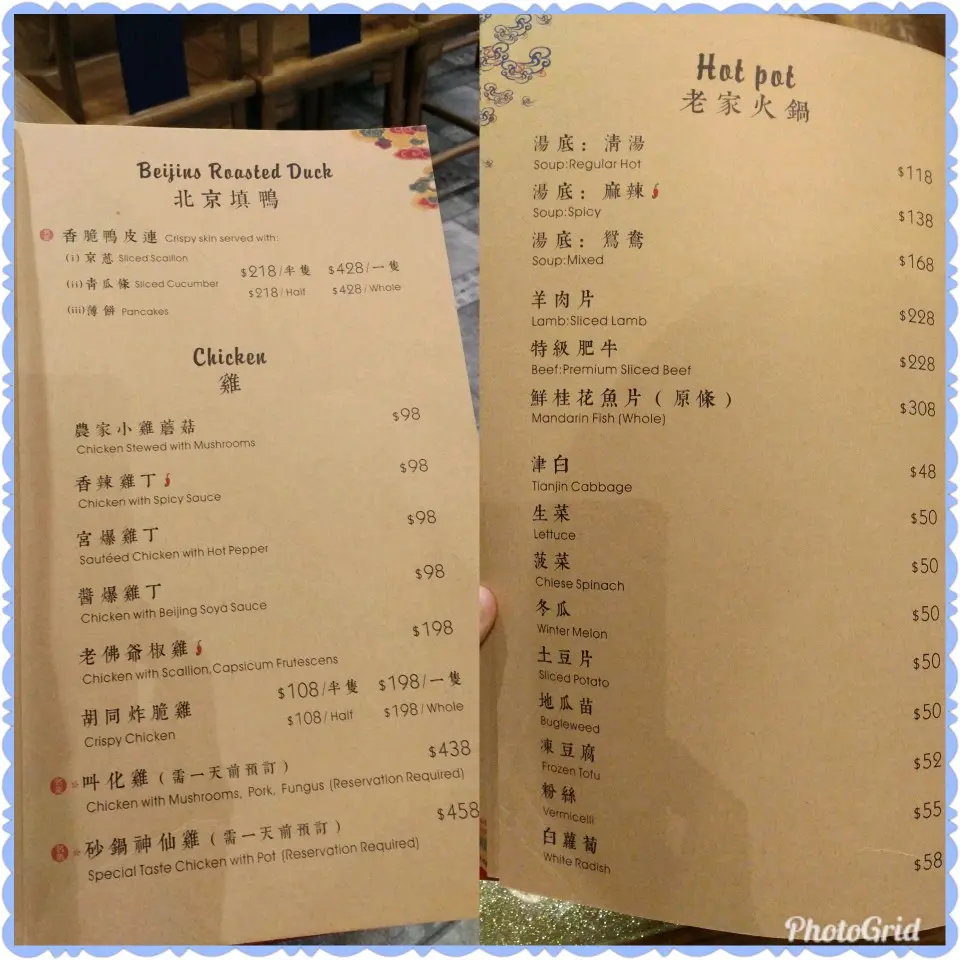 Beijins Roasted Duck
北京填鴨
香脆鴨皮連 Crispy skin served with:
(i) 京蔥 Sliced Scallion
(ii) 青瓜條 Sliced Cucumber $218/半隻 $428/一隻
$218/Half $428/Whole
(iii) 薄餅 Pancakes
Chicken
雞
農家小雞蘑菇 $98
Chicken Stewed with Mushrooms
香辣雞丁 $98
Chicken with Spicy Sauce
宮爆雞丁 $98
Sautéed Chicken with Hot Pepper
醬爆雞丁 $98
Chicken with Beijing Soya Sauce
老佛爺椒雞 $198
Chicken with Scallion, Capsicum Frutescens
胡同炸脆雞 $108/半隻 $198/一隻
Crispy Chicken $108/Half $198/Whole
叫化雞 (需一天前預訂) $438
Chicken with Mushrooms, Pork, Fungus (Reservation Required)
砂鍋神仙雞 (需一天前預訂) $458
Special Taste Chicken with Pot (Reservation Required)
Hot pot
老家火鍋
湯底: 清湯
Soup:Regular Hot $118
湯底: 麻辣
Soup:Spicy $138
湯底: 鴛鴦
Soup:Mixed $168
羊肉片
Lamb:Sliced Lamb $228
特級肥牛
Beef:Premium Sliced Beef $228
鮮桂花魚片 (原條)
Mandarin Fish (Whole) $308
津白 $48
Tianjin Cabbage
生菜 $50
Lettuce
菠菜 $50
Chiese Spinach
冬瓜 $50
Winter Melon
土豆片 $50
Sliced Potato
地瓜苗 $50
Bugleweed
凍豆腐 $52
Frozen Tofu
粉絲 $55
Vermicelli
白蘿蔔 $58
White Radish
PhotoGrid